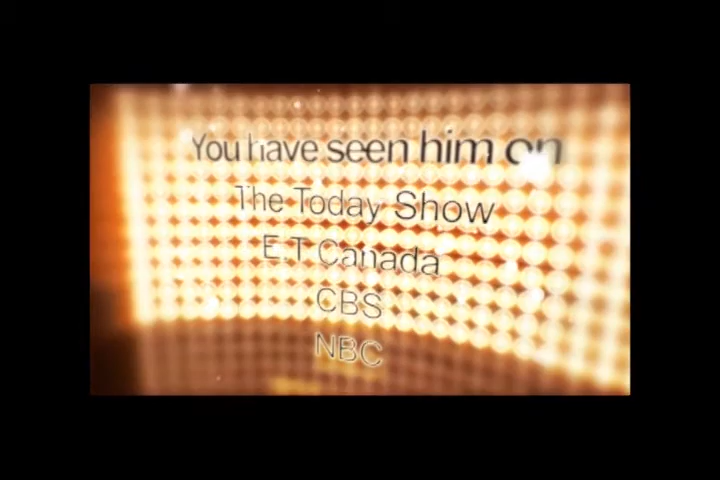 You have seen him on
The Today Show
E.T Canada
CBS
NBC